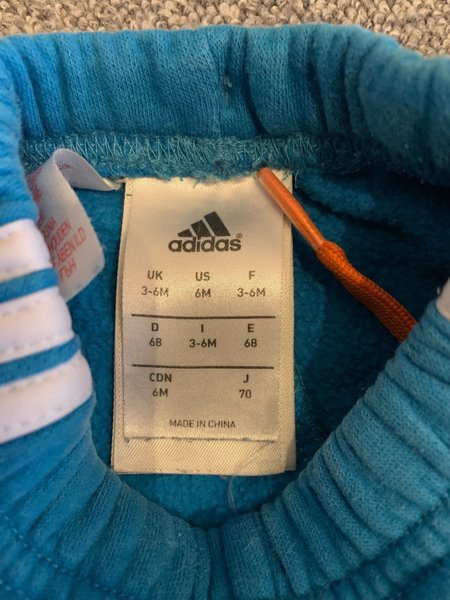 adidas
UK US F
3-6M 6M 3-6M
D I E
68 3-6M 68
CDN J
6M 70
MADE IN CHINA